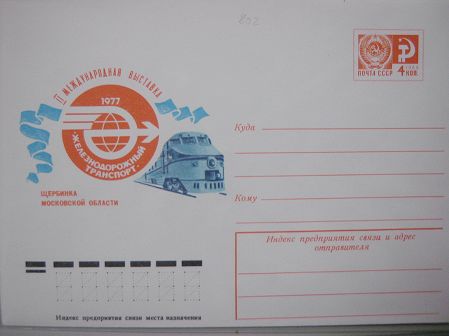 802
II МЕЖДУНАРОДНАЯ ВЫСТАВКА
1977
·ЖЕЛЕЗНОДОРОЖНЫЙ
ТРАНСПОРТ·
ЩЕРБИНКА
МОСКОВСКОЙ ОБЛАСТИ
1966
ПОЧТА СССР
4 КОП.
Куда
Кому
Индекс предприятия связи и адрес
отправителя
Индекс предприятия связи места назначения